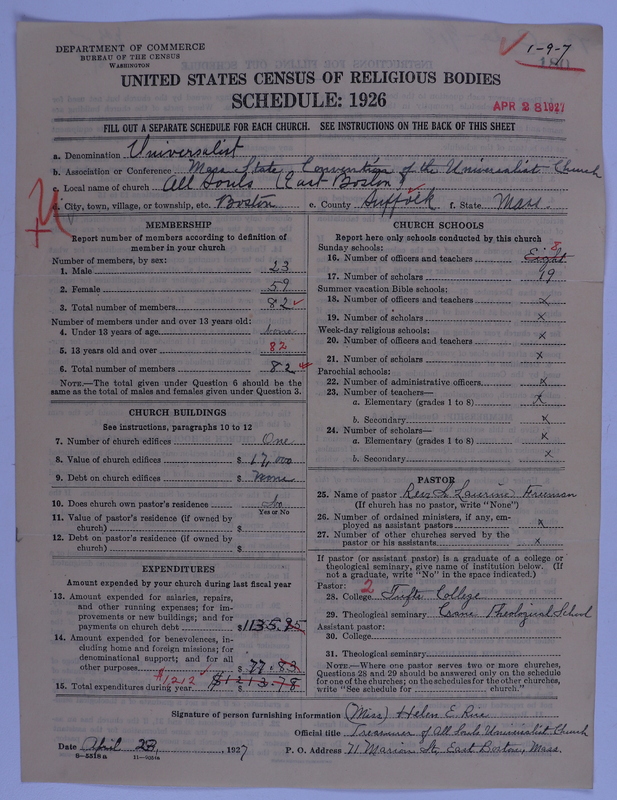 DEPARTMENT OF COMMERCE
BUREAU OF THE CENSUS
WASHINGTON
1-9-7
UNITED STATES CENSUS OF RELIGIOUS BODIES
SCHEDULE: 1926
APR 28 1927
FILL OUT A SEPARATE SCHEDULE FOR EACH CHURCH. SEE INSTRUCTIONS ON THE BACK OF THIS SHEET
a. Denomination Universalist
b. Association or Conference Mass. State Convention of the Universalist Church
c. Local name of church All Souls (East Boston)
d. City, town, village, or township, etc. Boston e. County Suffolk f. State Mass.
MEMBERSHIP
Report number of members according to definition of
member in your church
Number of members, by sex:
1. Male 23
2. Female 59
3. Total number of members 82
Number of members under and over 13 years old:
4. Under 13 years of age none
5. 13 years old and over 82
6. Total number of members 82
NOTE.—The total given under Question 6 should be the
same as the total of males and females given under Question 3.
CHURCH BUILDINGS
See instructions, paragraphs 10 to 12
7. Number of church edifices One
8. Value of church edifices $ 17,000
9. Debt on church edifices $ None
10. Does church own pastor's residence No
Yes or No
11. Value of pastor's residence (if owned by
church) $
12. Debt on pastor's residence (if owned by
church) $
EXPENDITURES
Amount expended by your church during last fiscal year
13. Amount expended for salaries, repairs,
and other running expenses; for im-
provements or new buildings; and for
payments on church debt $ 1135.85
14. Amount expended for benevolences, in-
cluding home and foreign missions; for
denominational support; and for all
other purposes $ 77.83
$1212
15. Total expenditures during year $ $1213.78
CHURCH SCHOOLS
Report here only schools conducted by this church
Sunday schools:
16. Number of officers and teachers Eight 8
17. Number of scholars 19
Summer vacation Bible schools:
18. Number of officers and teachers x
19. Number of scholars x
Week-day religious schools:
20. Number of officers and teachers x
21. Number of scholars x
Parochial schools:
22. Number of administrative officers x
23. Number of teachers—
a. Elementary (grades 1 to 8) x
b. Secondary x
24. Number of scholars—
a. Elementary (grades 1 to 8) x
b. Secondary x
PASTOR
25. Name of pastor Rev. L. Laurine Freeman
(If church has no pastor, write "None")
26. Number of ordained ministers, if any, em-
ployed as assistant pastors x
27. Number of other churches served by the
pastor or his assistants x
If pastor (or assistant pastor) is a graduate of a college or
theological seminary, give name of institution below. (If
not a graduate, write "No" in the space indicated.)
Pastor: 2
28. College Tufts College
29. Theological seminary Crane Theological School
Assistant pastor:
30. College
31. Theological seminary
NOTE.—Where one pastor serves two or more churches,
Questions 28 and 29 should be answered only on the schedule
for one of the churches; on the schedules for the other churches,
write "See schedule for church."
Signature of person furnishing information (Miss) Helen E. Rice
Official title Treasurer of All Souls Universalist Church
Date April 23, 1927 P. O. Address 71 Marion St., East Boston, Mass.
8-5518a 11-9051a